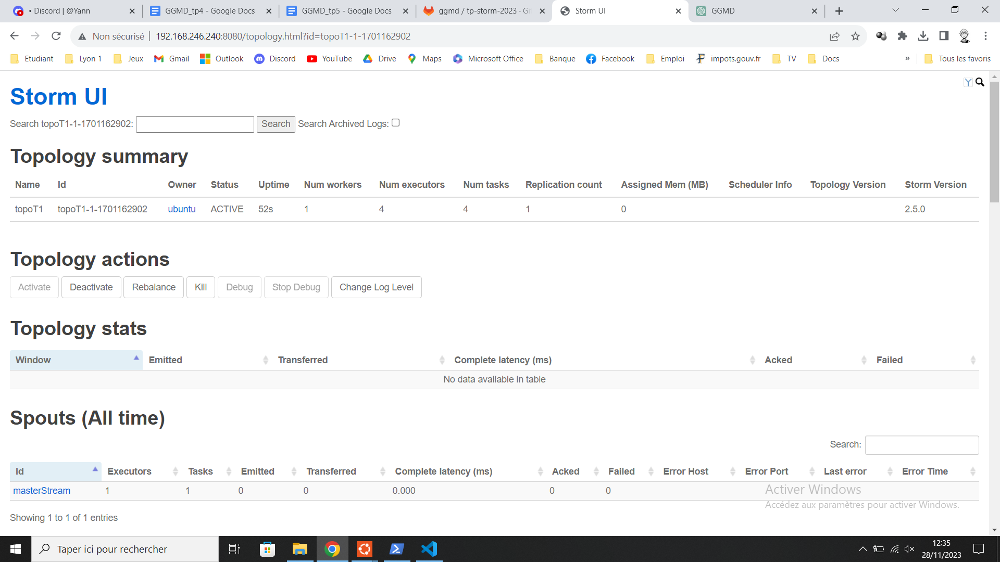 • Discord | @Yann GGMD_tp4 - Google Docs GGMD_tp5 - Google Docs ggmd / tp-storm-2023 · Gi Storm UI GGMD
Non sécurisé 192.168.246.240:8080/topology.html?id=topoT1-1-1701162902
Etudiant Lyon 1 Jeux Gmail Outlook Discord YouTube Drive Maps Microsoft Office Banque Facebook Emploi impots.gouv.fr TV Docs » Tous les favoris
Storm UI
Search topoT1-1-1701162902: Search Search Archived Logs:
Topology summary
Name Id Owner Status Uptime Num workers Num executors Num tasks Replication count Assigned Mem (MB) Scheduler Info Topology Version Storm Version
topoT1 topoT1-1-1701162902 ubuntu ACTIVE 52s 1 4 4 1 0 2.5.0
Topology actions
Activate Deactivate Rebalance Kill Debug Stop Debug Change Log Level
Topology stats
Window Emitted Transferred Complete latency (ms) Acked Failed
No data available in table
Spouts (All time)
Search:
Id Executors Tasks Emitted Transferred Complete latency (ms) Acked Failed Error Host Error Port Last error Error Time
masterStream 1 1 0 0 0.000 0 0
Activer Windows
Accédez aux paramètres pour activer Windows.
Showing 1 to 1 of 1 entries
Taper ici pour rechercher
12:35
28/11/2023